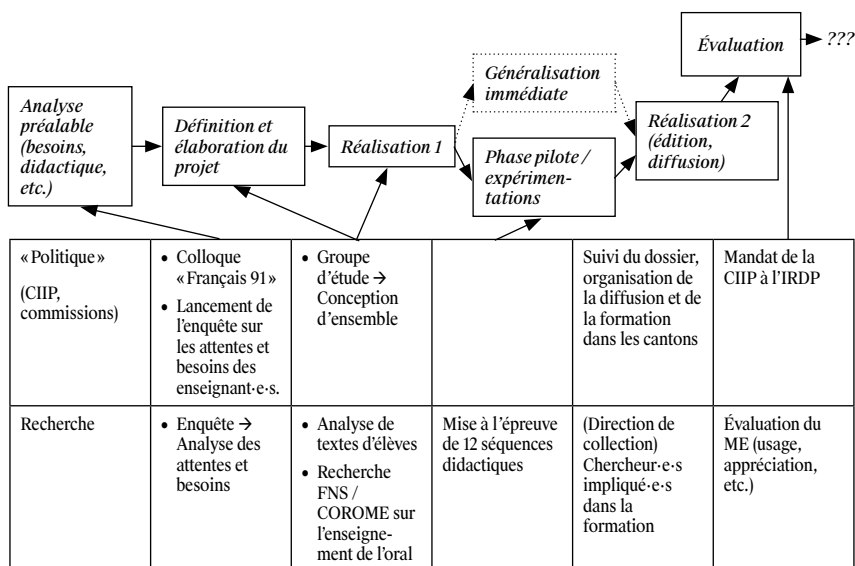 Évaluation
???
Généralisation
immédiate
Analyse
préalable
(besoins,
didactique,
etc.)
Définition et
élaboration du
projet
Réalisation 1
Phase pilote /
expérimen-
tations
Réalisation 2
(édition,
diffusion)
«Politique»
(CIIP,
commissions)
• Colloque
«Français 91»
• Lancement de
l'enquête sur
les attentes et
besoins des
enseignant·e·s.
• Groupe
d'étude →
Conception
d'ensemble
Suivi du dossier,
organisation de
la diffusion et de
la formation
dans les cantons
Mandat de la
CIIP à l'IRDP
Recherche
• Enquête →
Analyse des
attentes et
besoins
• Analyse de
textes d'élèves
• Recherche
FNS /
COROME sur
l'enseigne-
ment de l'oral
Mise à l'épreuve
de 12 séquences
didactiques
(Direction de
collection)
Chercheur·e·s
impliqué·e·s
dans la
formation
Évaluation du
ME (usage,
appréciation,
etc.)